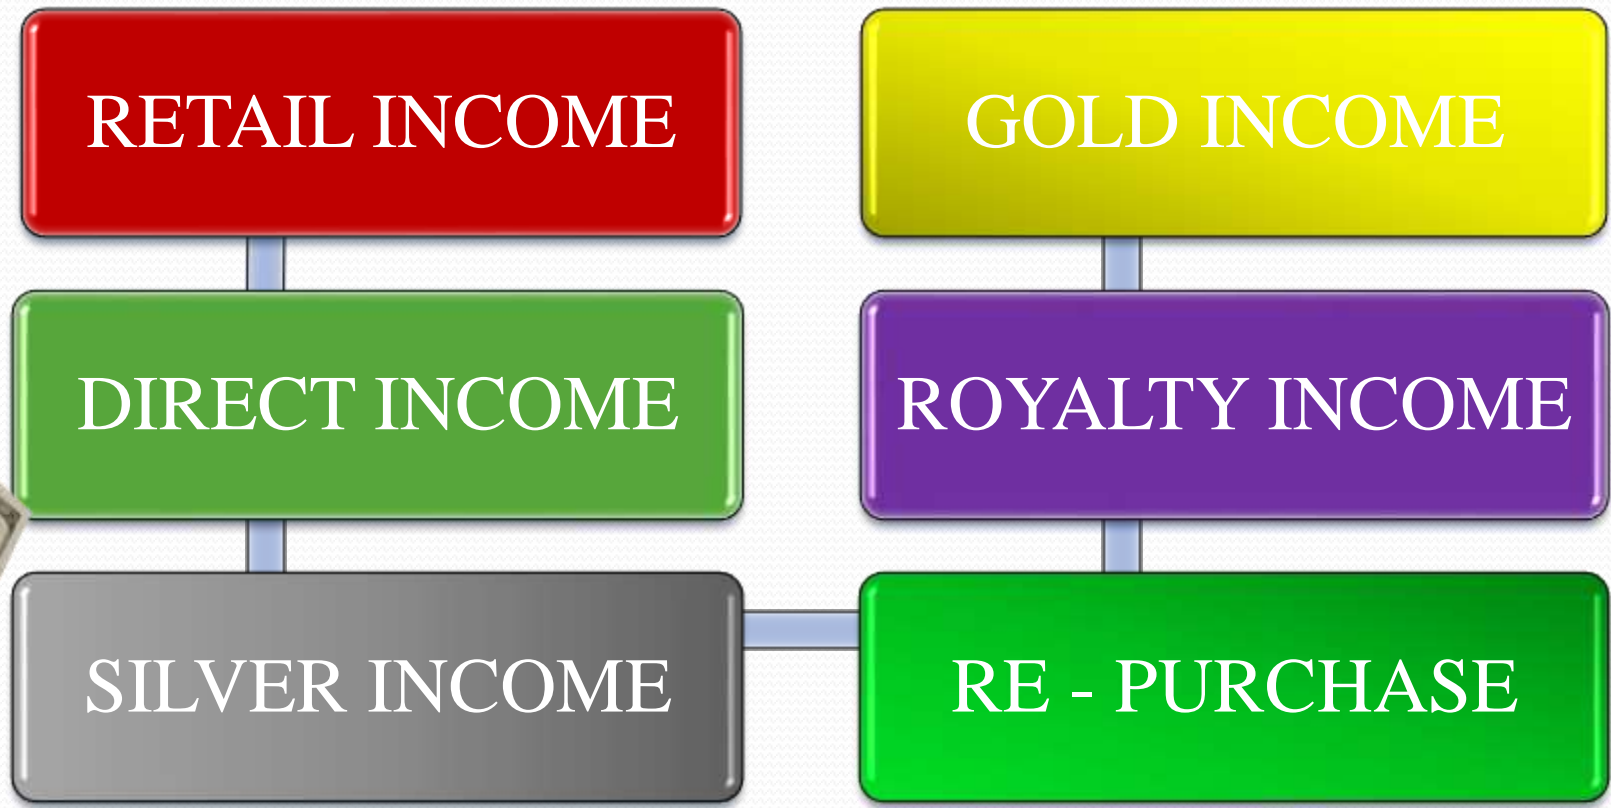 RETAIL INCOME
DIRECT INCOME
SILVER INCOME
RE - PURCHASE
ROYALTY INCOME
GOLD INCOME